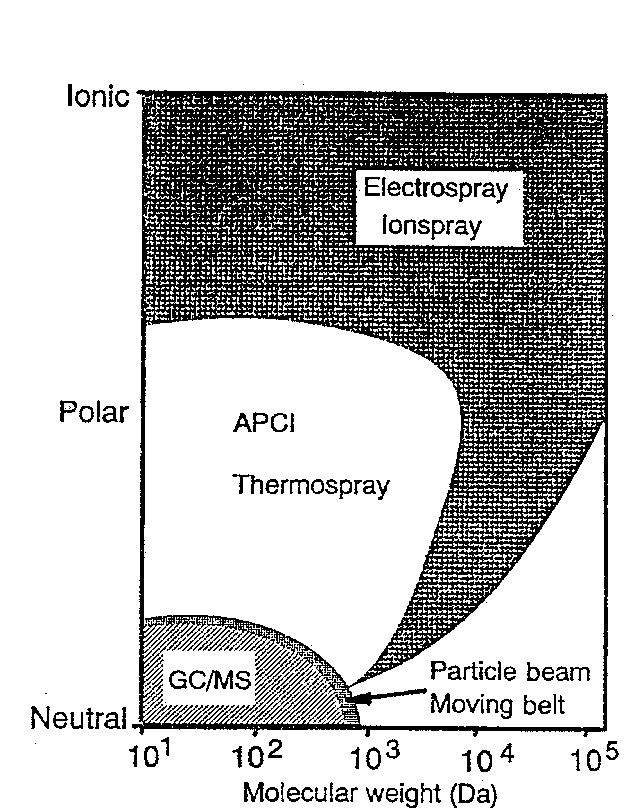 Ionic
Electrospray
Ionspray
Polar
APCI
Thermospray
GC/MS
Particle beam
Moving belt
Neutral
10¹ 10² 10³ 10⁴ 10⁵
Molecular weight (Da)